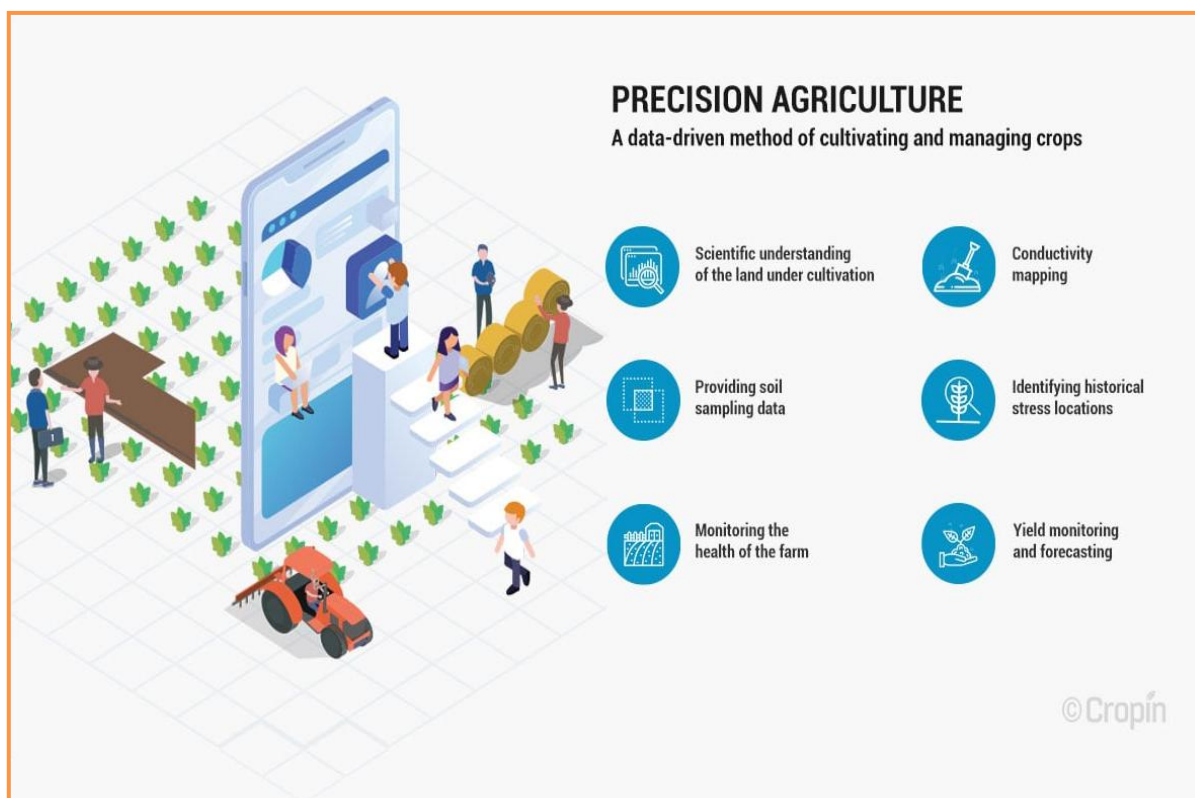 PRECISION AGRICULTURE
A data-driven method of cultivating and managing crops
Scientific understanding
of the land under cultivation
Conductivity
mapping
Providing soil
sampling data
Identifying historical
stress locations
Monitoring the
health of the farm
Yield monitoring
and forecasting
©Cropin